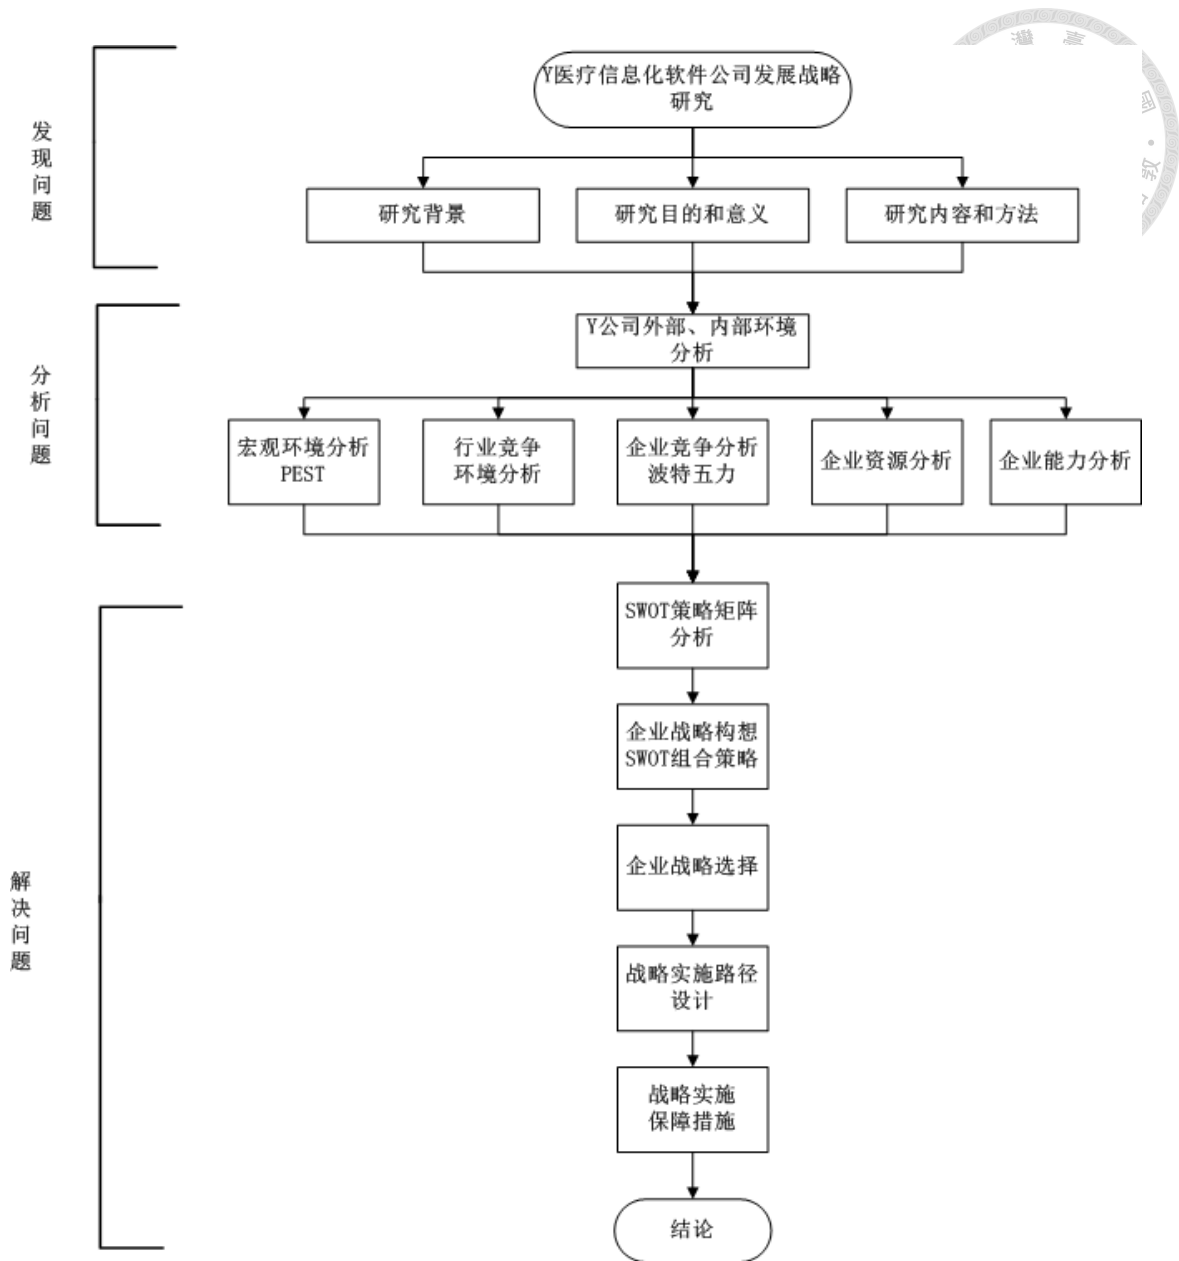 灣
臺
國
Y医疗信息化软件公司发展战略
研究
发现问题
研究背景
研究目的和意义
研究内容和方法
Y公司外部、内部环境
分析
分析问题
宏观环境分析
PEST
行业竞争
环境分析
企业竞争分析
波特五力
企业资源分析
企业能力分析
SWOT策略矩阵
分析
企业战略构想
SWOT组合策略
企业战略选择
解决问题
战略实施路径
设计
战略实施
保障措施
结论